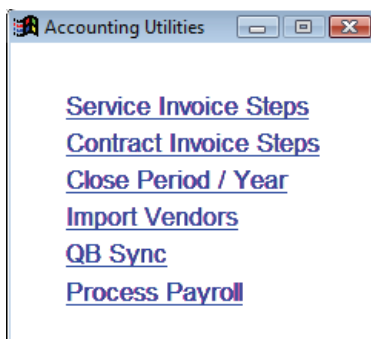 Accounting Utilities
Service Invoice Steps
Contract Invoice Steps
Close Period / Year
Import Vendors
QB Sync
Process Payroll